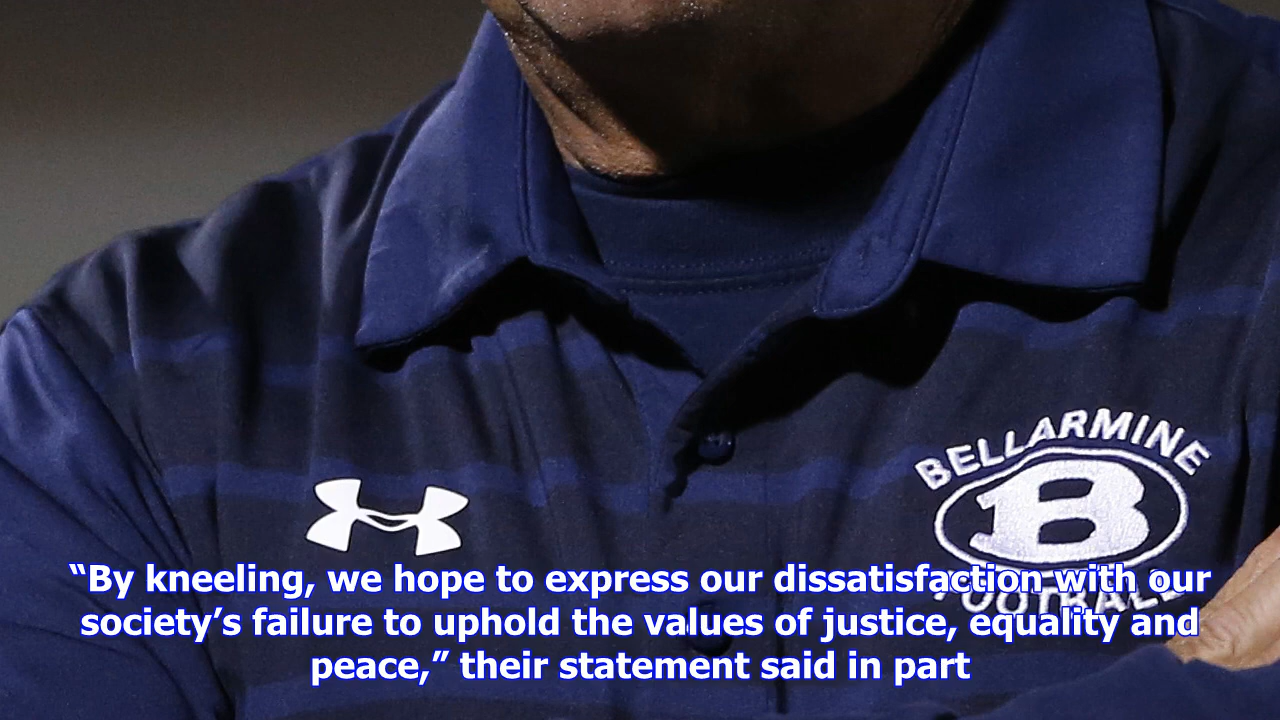 BELLARMINE
B
FOOTBALL
“By kneeling, we hope to express our dissatisfaction with our
society’s failure to uphold the values of justice, equality and
peace,” their statement said in part